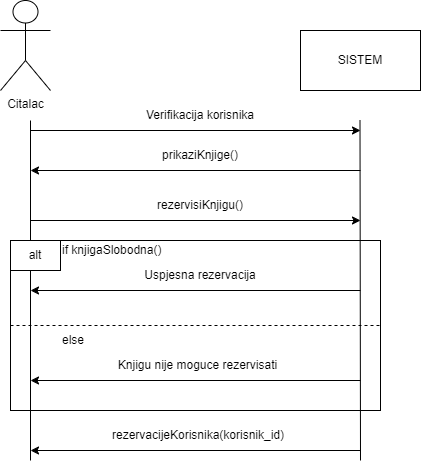 SISTEM
Citalac
Verifikacija korisnika
prikaziKnjige()
rezervisiKnjigu()
alt
if knjigaSlobodna()
Uspjesna rezervacija
else
Knjigu nije moguce rezervisati
rezervacijeKorisnika(korisnik_id)